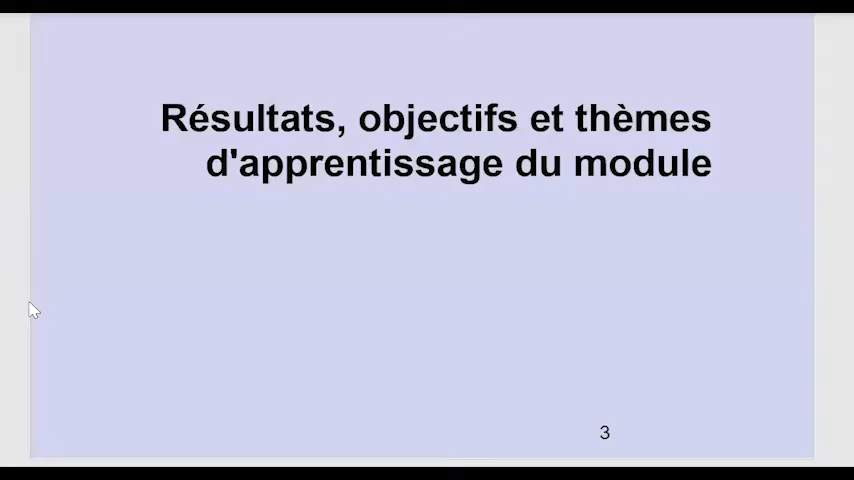 Résultats, objectifs et thèmes
d'apprentissage du module
3